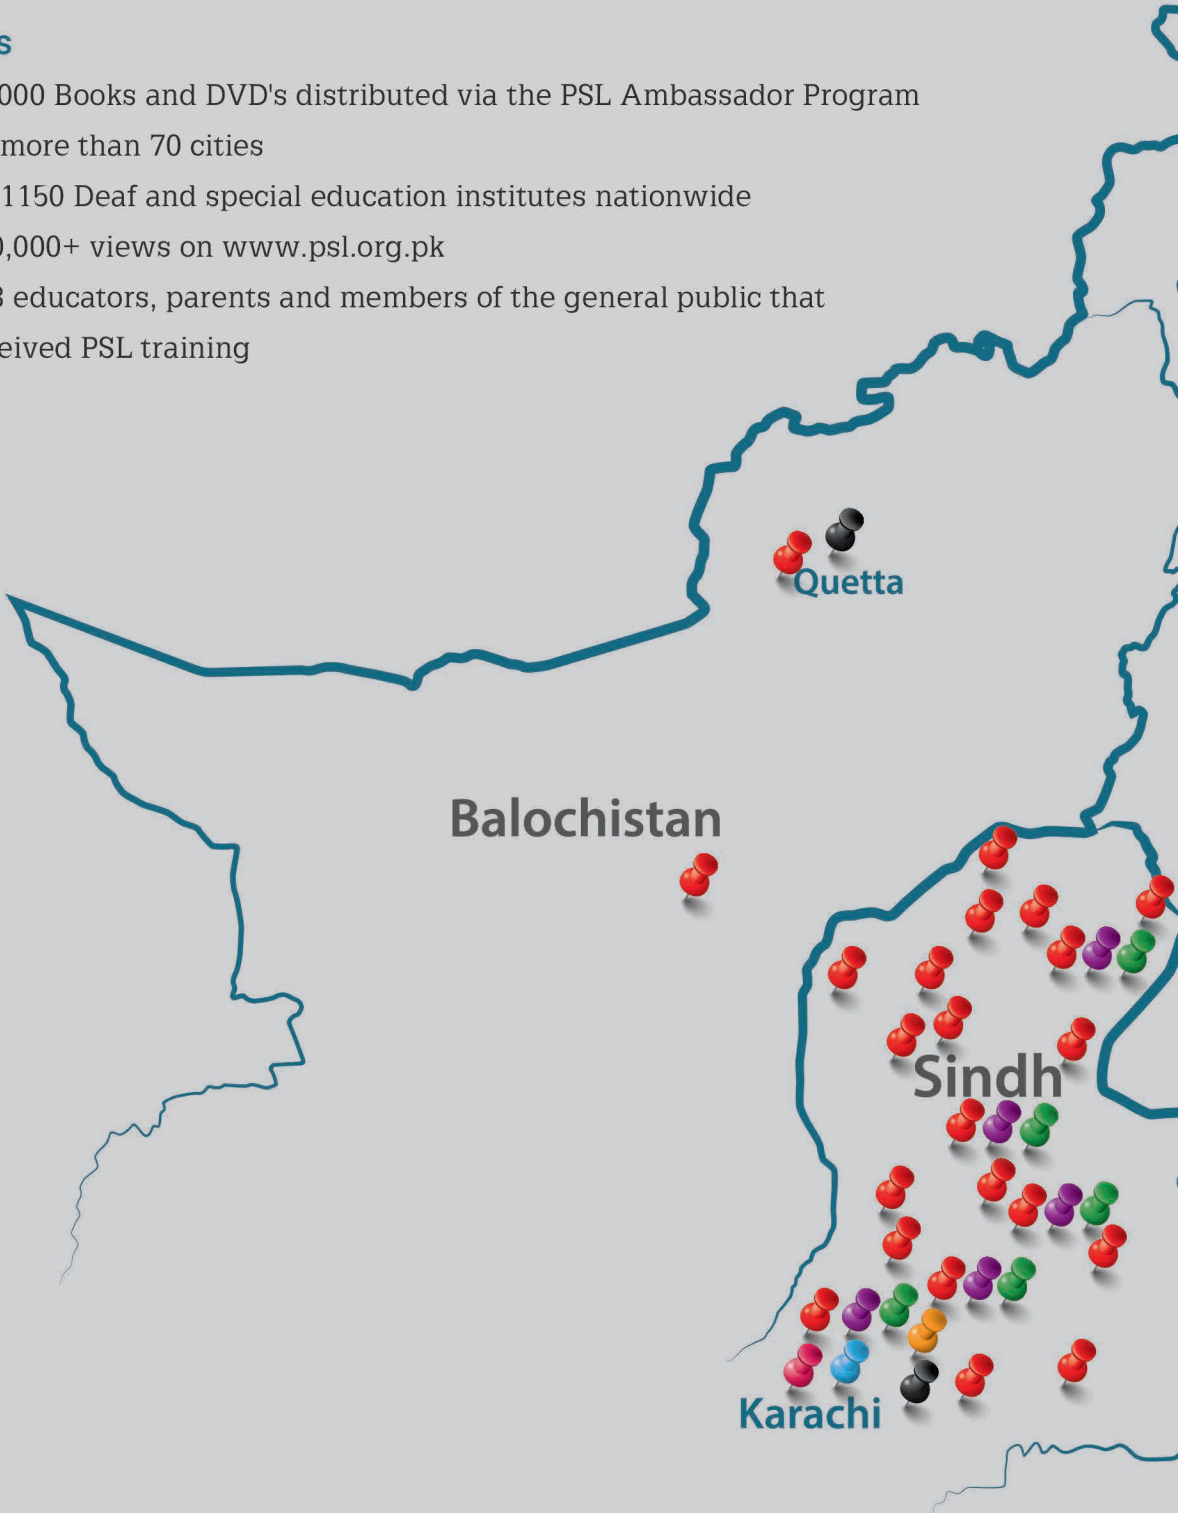 s
000 Books and DVD's distributed via the PSL Ambassador Program
more than 70 cities
1150 Deaf and special education institutes nationwide
0,000+ views on www.psl.org.pk
3 educators, parents and members of the general public that
eived PSL training
Quetta
Balochistan
Sindh
Karachi